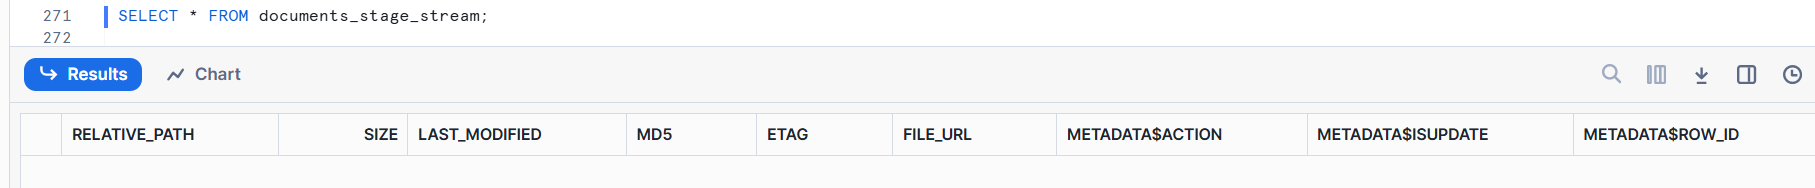 271 SELECT * FROM documents_stage_stream;
272
Results Chart
RELATIVE_PATH SIZE LAST_MODIFIED MD5 ETAG FILE_URL METADATA$ACTION METADATA$ISUPDATE METADATA$ROW_ID